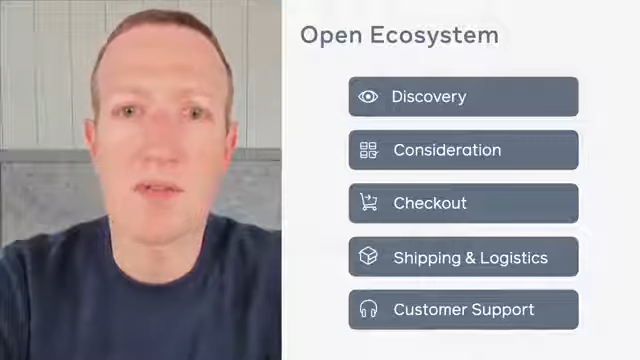 Open Ecosystem
Discovery
Consideration
Checkout
Shipping & Logistics
Customer Support